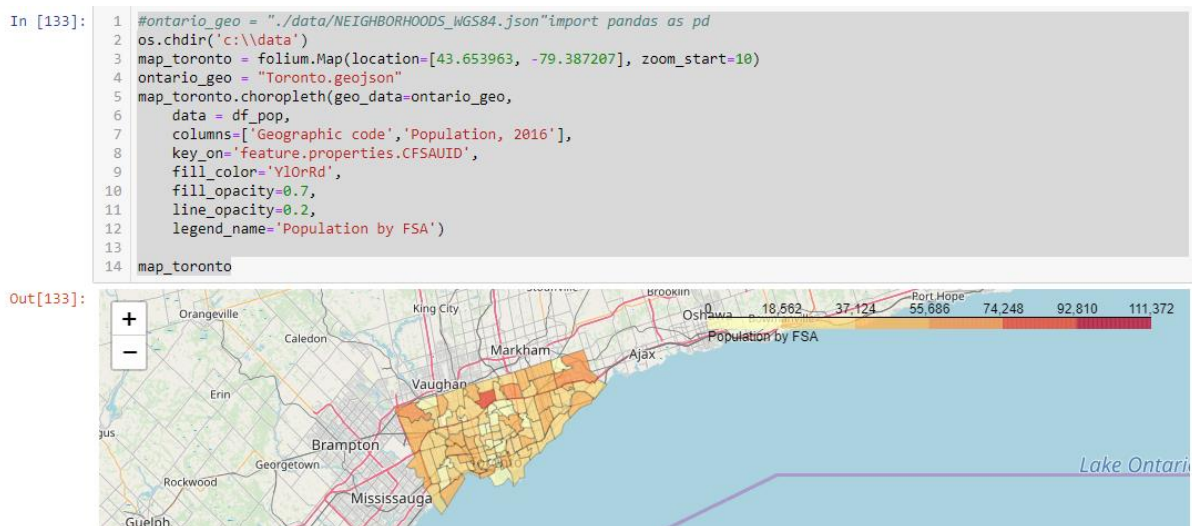 In [133]:
1 #ontario_geo = "./data/NEIGHBORHOODS_WGS84.json"import pandas as pd
2 os.chdir('c:\\data')
3 map_toronto = folium.Map(location=[43.653963, -79.387207], zoom_start=10)
4 ontario_geo = "Toronto.geojson"
5 map_toronto.choropleth(geo_data=ontario_geo,
6 data = df_pop,
7 columns=['Geographic code','Population, 2016'],
8 key_on='feature.properties.CFSAUID',
9 fill_color='YlOrRd',
10 fill_opacity=0.7,
11 line_opacity=0.2,
12 legend_name='Population by FSA')
13
14 map_toronto
Out[133]:
+
−
Orangeville
King City
Brooklin
Oshawa
Port Hope
0 18,562 37,124 55,686 74,248 92,810 111,372
Population by FSA
Caledon
Markham
Ajax
Vaughan
Erin
gus
Brampton
Georgetown
Rockwood
Mississauga
Lake Ontari
Guelph